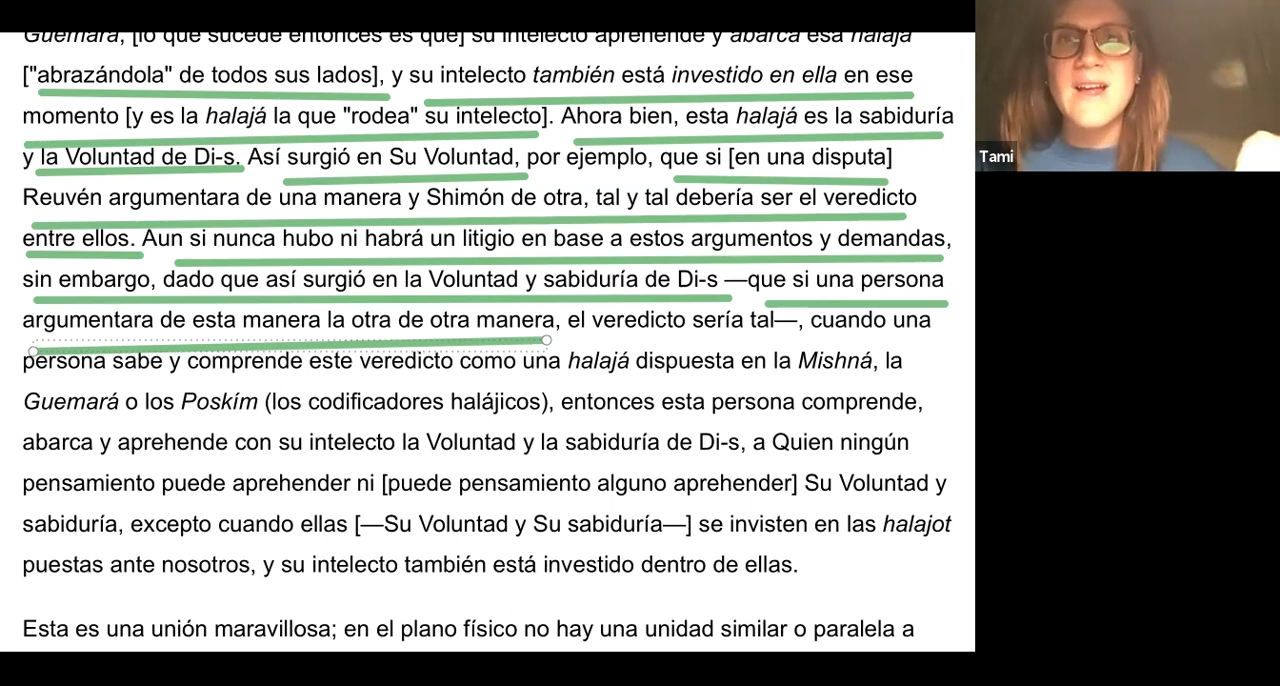 Guemará, [lo que sucede entonces es que] su intelecto aprehende y abarca esa halajá
["abrazándola" de todos sus lados], y su intelecto también está investido en ella en ese
momento [y es la halajá la que "rodea" su intelecto]. Ahora bien, esta halajá es la sabiduría
y la Voluntad de Di-s. Así surgió en Su Voluntad, por ejemplo, que si [en una disputa]
Reuvén argumentara de una manera y Shimón de otra, tal y tal debería ser el veredicto
entre ellos. Aun si nunca hubo ni habrá un litigio en base a estos argumentos y demandas,
sin embargo, dado que así surgió en la Voluntad y sabiduría de Di-s —que si una persona
argumentara de esta manera la otra de otra manera, el veredicto sería tal—, cuando una
persona sabe y comprende este veredicto como una halajá dispuesta en la Mishná, la
Guemará o los Poskím (los codificadores halájicos), entonces esta persona comprende,
abarca y aprehende con su intelecto la Voluntad y la sabiduría de Di-s, a Quien ningún
pensamiento puede aprehender ni [puede pensamiento alguno aprehender] Su Voluntad y
sabiduría, excepto cuando ellas [—Su Voluntad y Su sabiduría—] se invisten en las halajot
puestas ante nosotros, y su intelecto también está investido dentro de ellas.
Esta es una unión maravillosa; en el plano físico no hay una unidad similar o paralela a
Tami